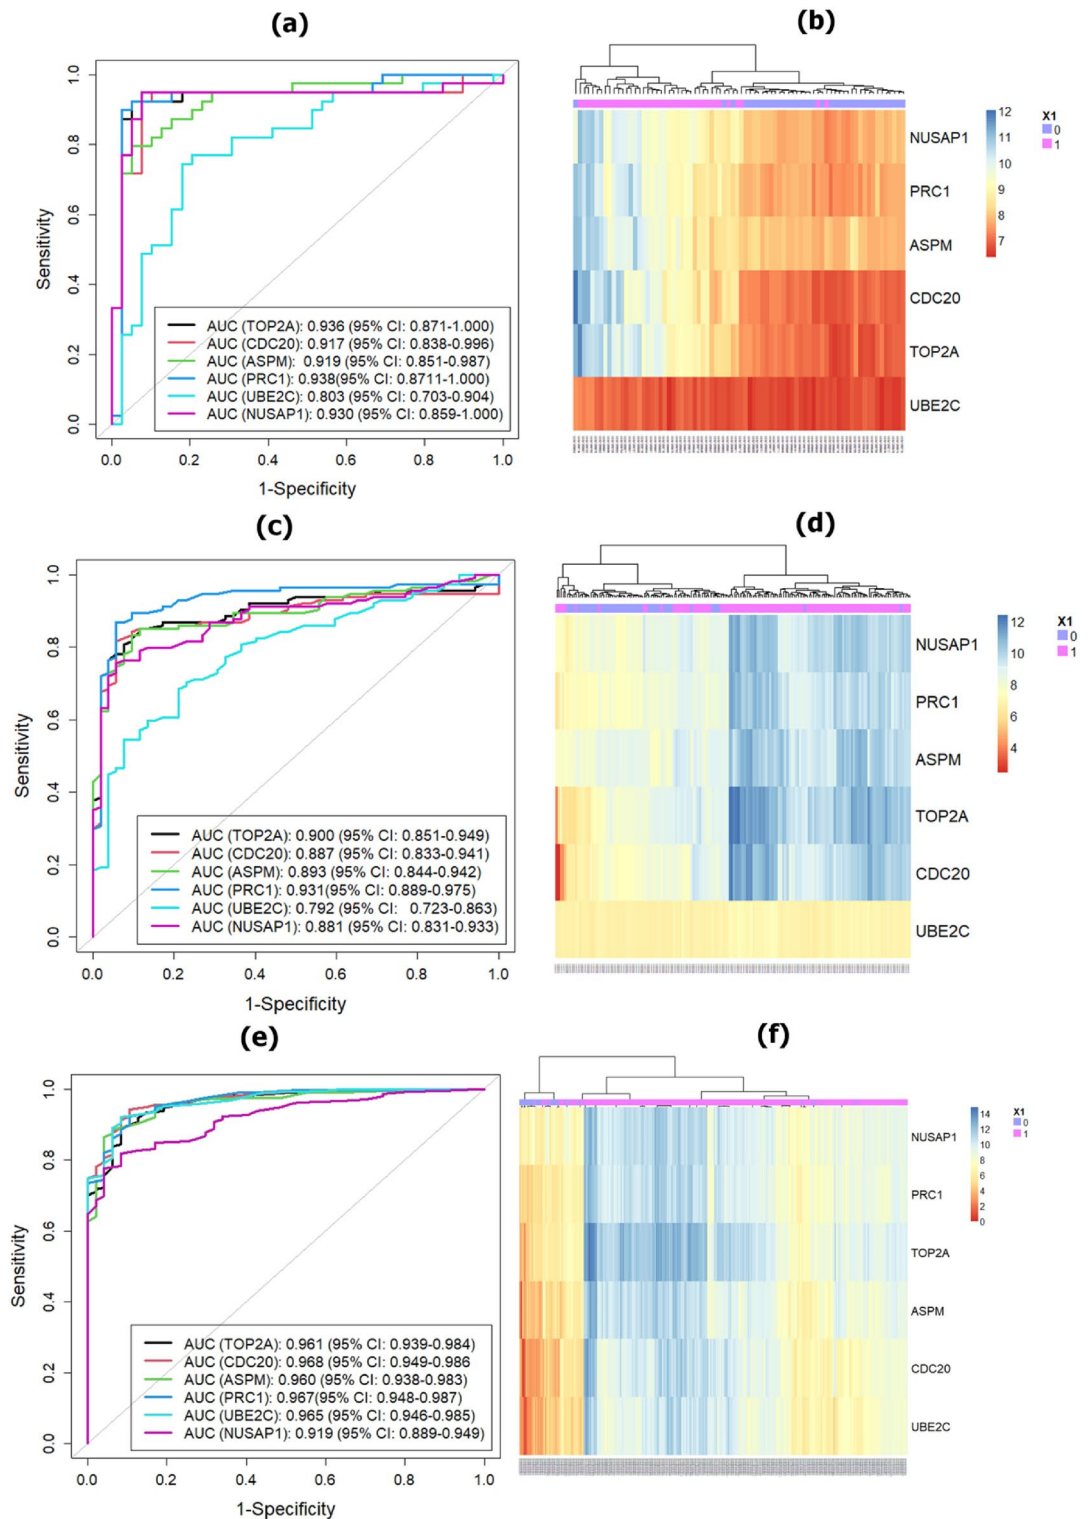 (a)
1.0
0.8
0.6
0.4
0.2
0.0
Sensitivity
AUC (TOP2A): 0.936 (95% CI: 0.871-1.000)
AUC (CDC20): 0.917 (95% CI: 0.838-0.996)
AUC (ASPM): 0.919 (95% CI: 0.851-0.987)
AUC (PRC1): 0.938(95% CI: 0.8711-1.000)
AUC (UBE2C): 0.803 (95% CI: 0.703-0.904)
AUC (NUSAP1): 0.930 (95% CI: 0.859-1.000)
0.0 0.2 0.4 0.6 0.8 1.0
1-Specificity
(b)
NUSAP1
PRC1
ASPM
CDC20
TOP2A
UBE2C
12
11
10
9
8
7
X1
0
1
(c)
1.0
0.8
0.6
0.4
0.2
0.0
Sensitivity
AUC (TOP2A): 0.900 (95% CI: 0.851-0.949)
AUC (CDC20): 0.887 (95% CI: 0.833-0.941)
AUC (ASPM): 0.893 (95% CI: 0.844-0.942)
AUC (PRC1): 0.931(95% CI: 0.889-0.975)
AUC (UBE2C): 0.792 (95% CI: 0.723-0.863)
AUC (NUSAP1): 0.881 (95% CI: 0.831-0.933)
0.0 0.2 0.4 0.6 0.8 1.0
1-Specificity
(d)
NUSAP1
PRC1
ASPM
TOP2A
CDC20
UBE2C
12
10
8
6
4
X1
0
1
(e)
1.0
0.8
0.6
0.4
0.2
0.0
Sensitivity
AUC (TOP2A): 0.961 (95% CI: 0.939-0.984)
AUC (CDC20): 0.968 (95% CI: 0.949-0.986
AUC (ASPM): 0.960 (95% CI: 0.938-0.983)
AUC (PRC1): 0.967(95% CI: 0.948-0.987)
AUC (UBE2C): 0.965 (95% CI: 0.946-0.985)
AUC (NUSAP1): 0.919 (95% CI: 0.889-0.949)
0.0 0.2 0.4 0.6 0.8 1.0
1-Specificity
(f)
NUSAP1
PRC1
TOP2A
ASPM
CDC20
UBE2C
14
12
10
8
6
4
2
0
X1
0
1